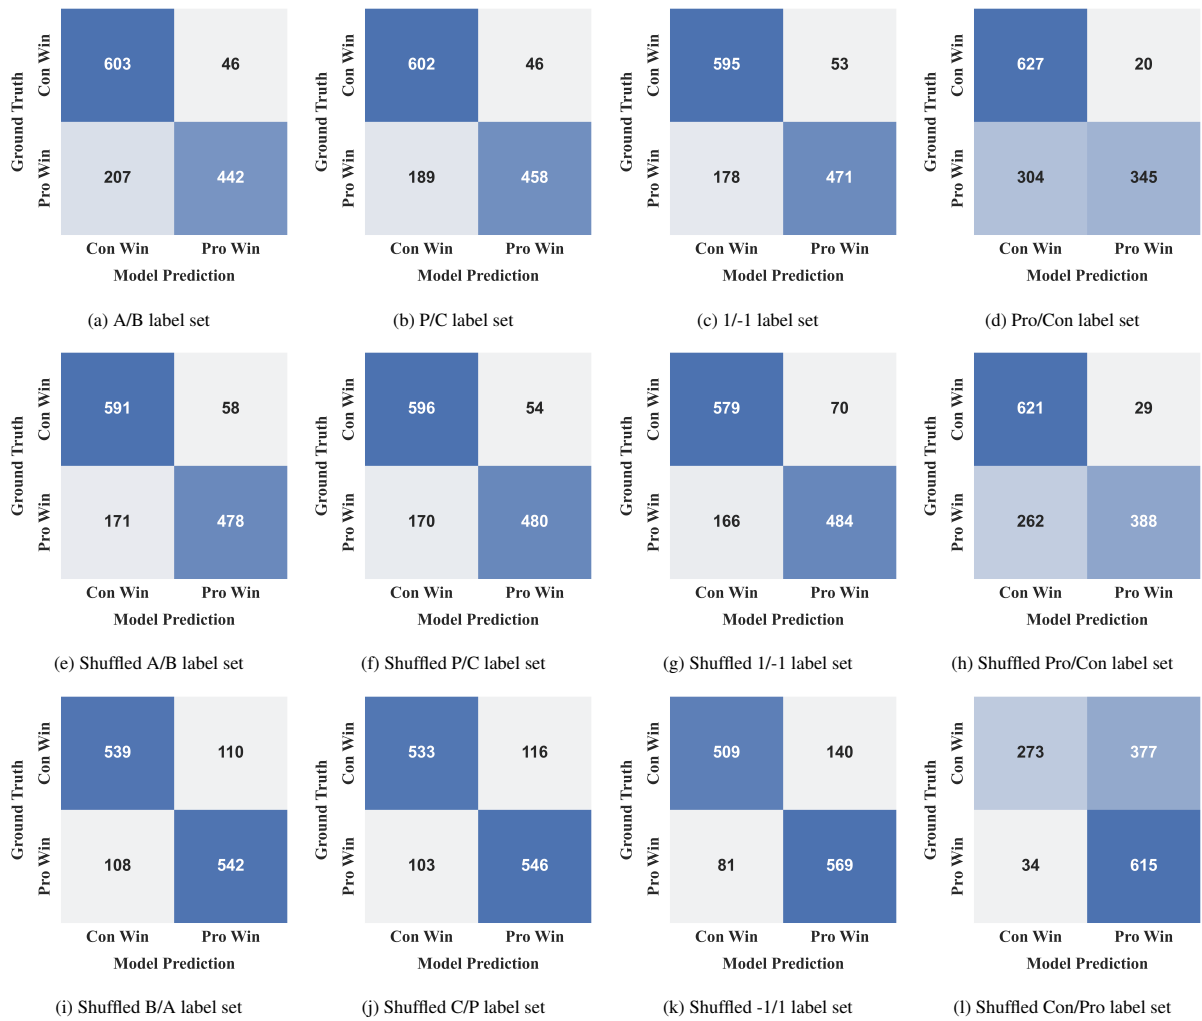 Ground Truth
Con Win
Pro Win
603
46
207
442
Con Win
Pro Win
Model Prediction
(a) A/B label set
Ground Truth
Con Win
Pro Win
602
46
189
458
Con Win
Pro Win
Model Prediction
(b) P/C label set
Ground Truth
Con Win
Pro Win
595
53
178
471
Con Win
Pro Win
Model Prediction
(c) 1/-1 label set
Ground Truth
Con Win
Pro Win
627
20
304
345
Con Win
Pro Win
Model Prediction
(d) Pro/Con label set
Ground Truth
Con Win
Pro Win
591
58
171
478
Con Win
Pro Win
Model Prediction
(e) Shuffled A/B label set
Ground Truth
Con Win
Pro Win
596
54
170
480
Con Win
Pro Win
Model Prediction
(f) Shuffled P/C label set
Ground Truth
Con Win
Pro Win
579
70
166
484
Con Win
Pro Win
Model Prediction
(g) Shuffled 1/-1 label set
Ground Truth
Con Win
Pro Win
621
29
262
388
Con Win
Pro Win
Model Prediction
(h) Shuffled Pro/Con label set
Ground Truth
Con Win
Pro Win
539
110
108
542
Con Win
Pro Win
Model Prediction
(i) Shuffled B/A label set
Ground Truth
Con Win
Pro Win
533
116
103
546
Con Win
Pro Win
Model Prediction
(j) Shuffled C/P label set
Ground Truth
Con Win
Pro Win
509
140
81
569
Con Win
Pro Win
Model Prediction
(k) Shuffled -1/1 label set
Ground Truth
Con Win
Pro Win
273
377
34
615
Con Win
Pro Win
Model Prediction
(l) Shuffled Con/Pro label set